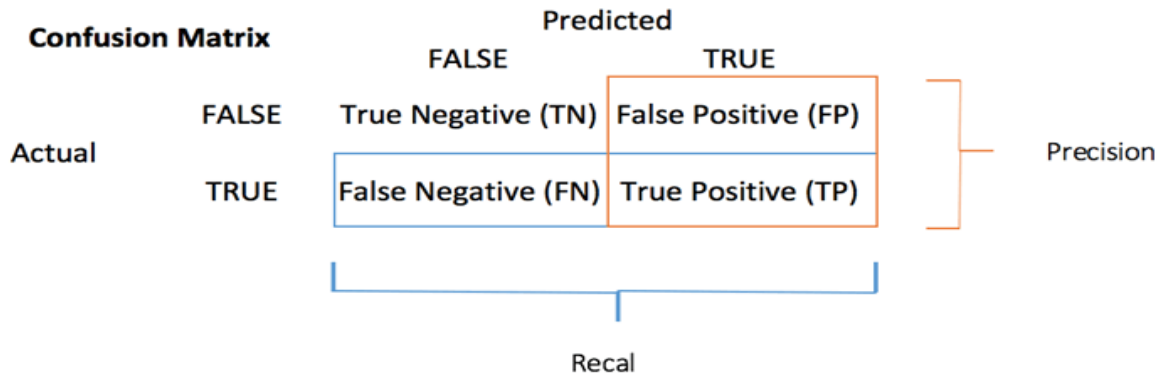 Predicted
Confusion Matrix
FALSE TRUE
FALSE True Negative (TN) False Positive (FP)
Actual Precision
TRUE False Negative (FN) True Positive (TP)
Recal